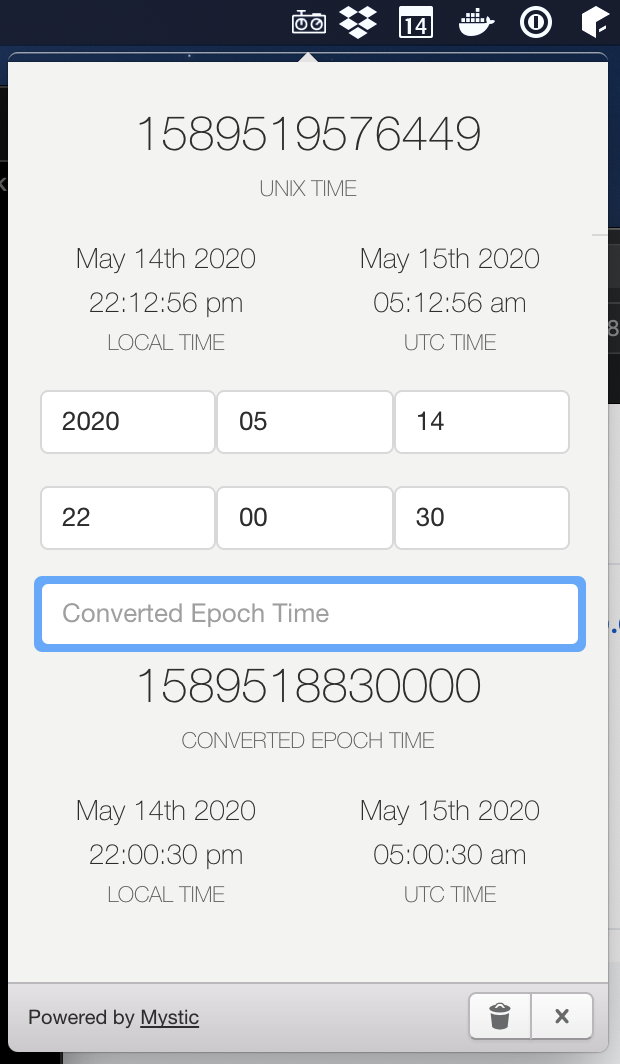 14
1589519576449
UNIX TIME
May 14th 2020 May 15th 2020
22:12:56 pm 05:12:56 am
LOCAL TIME UTC TIME
2020 05 14
22 00 30
Converted Epoch Time
1589518830000
CONVERTED EPOCH TIME
May 14th 2020 May 15th 2020
22:00:30 pm 05:00:30 am
LOCAL TIME UTC TIME
Powered by Mystic